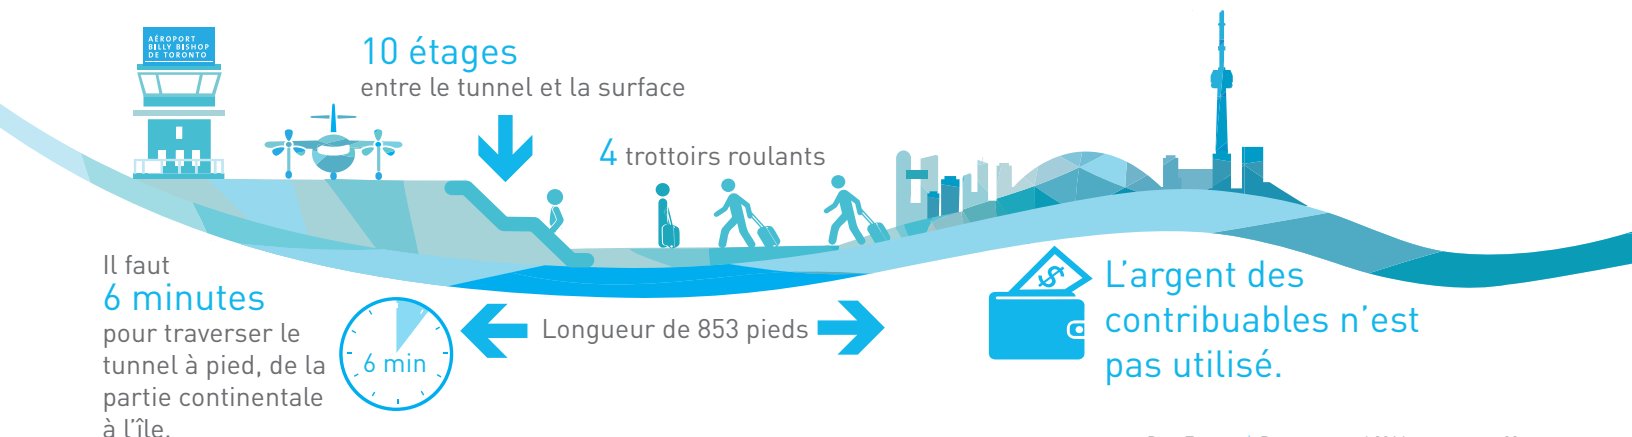 AÉROPORT
BILLY BISHOP
DE TORONTO
10 étages
entre le tunnel et la surface
4 trottoirs roulants
Il faut
6 minutes
pour traverser le
tunnel à pied, de la
partie continentale
à l’île.
6 min
Longueur de 853 pieds
$
L’argent des
contribuables n’est
pas utilisé.